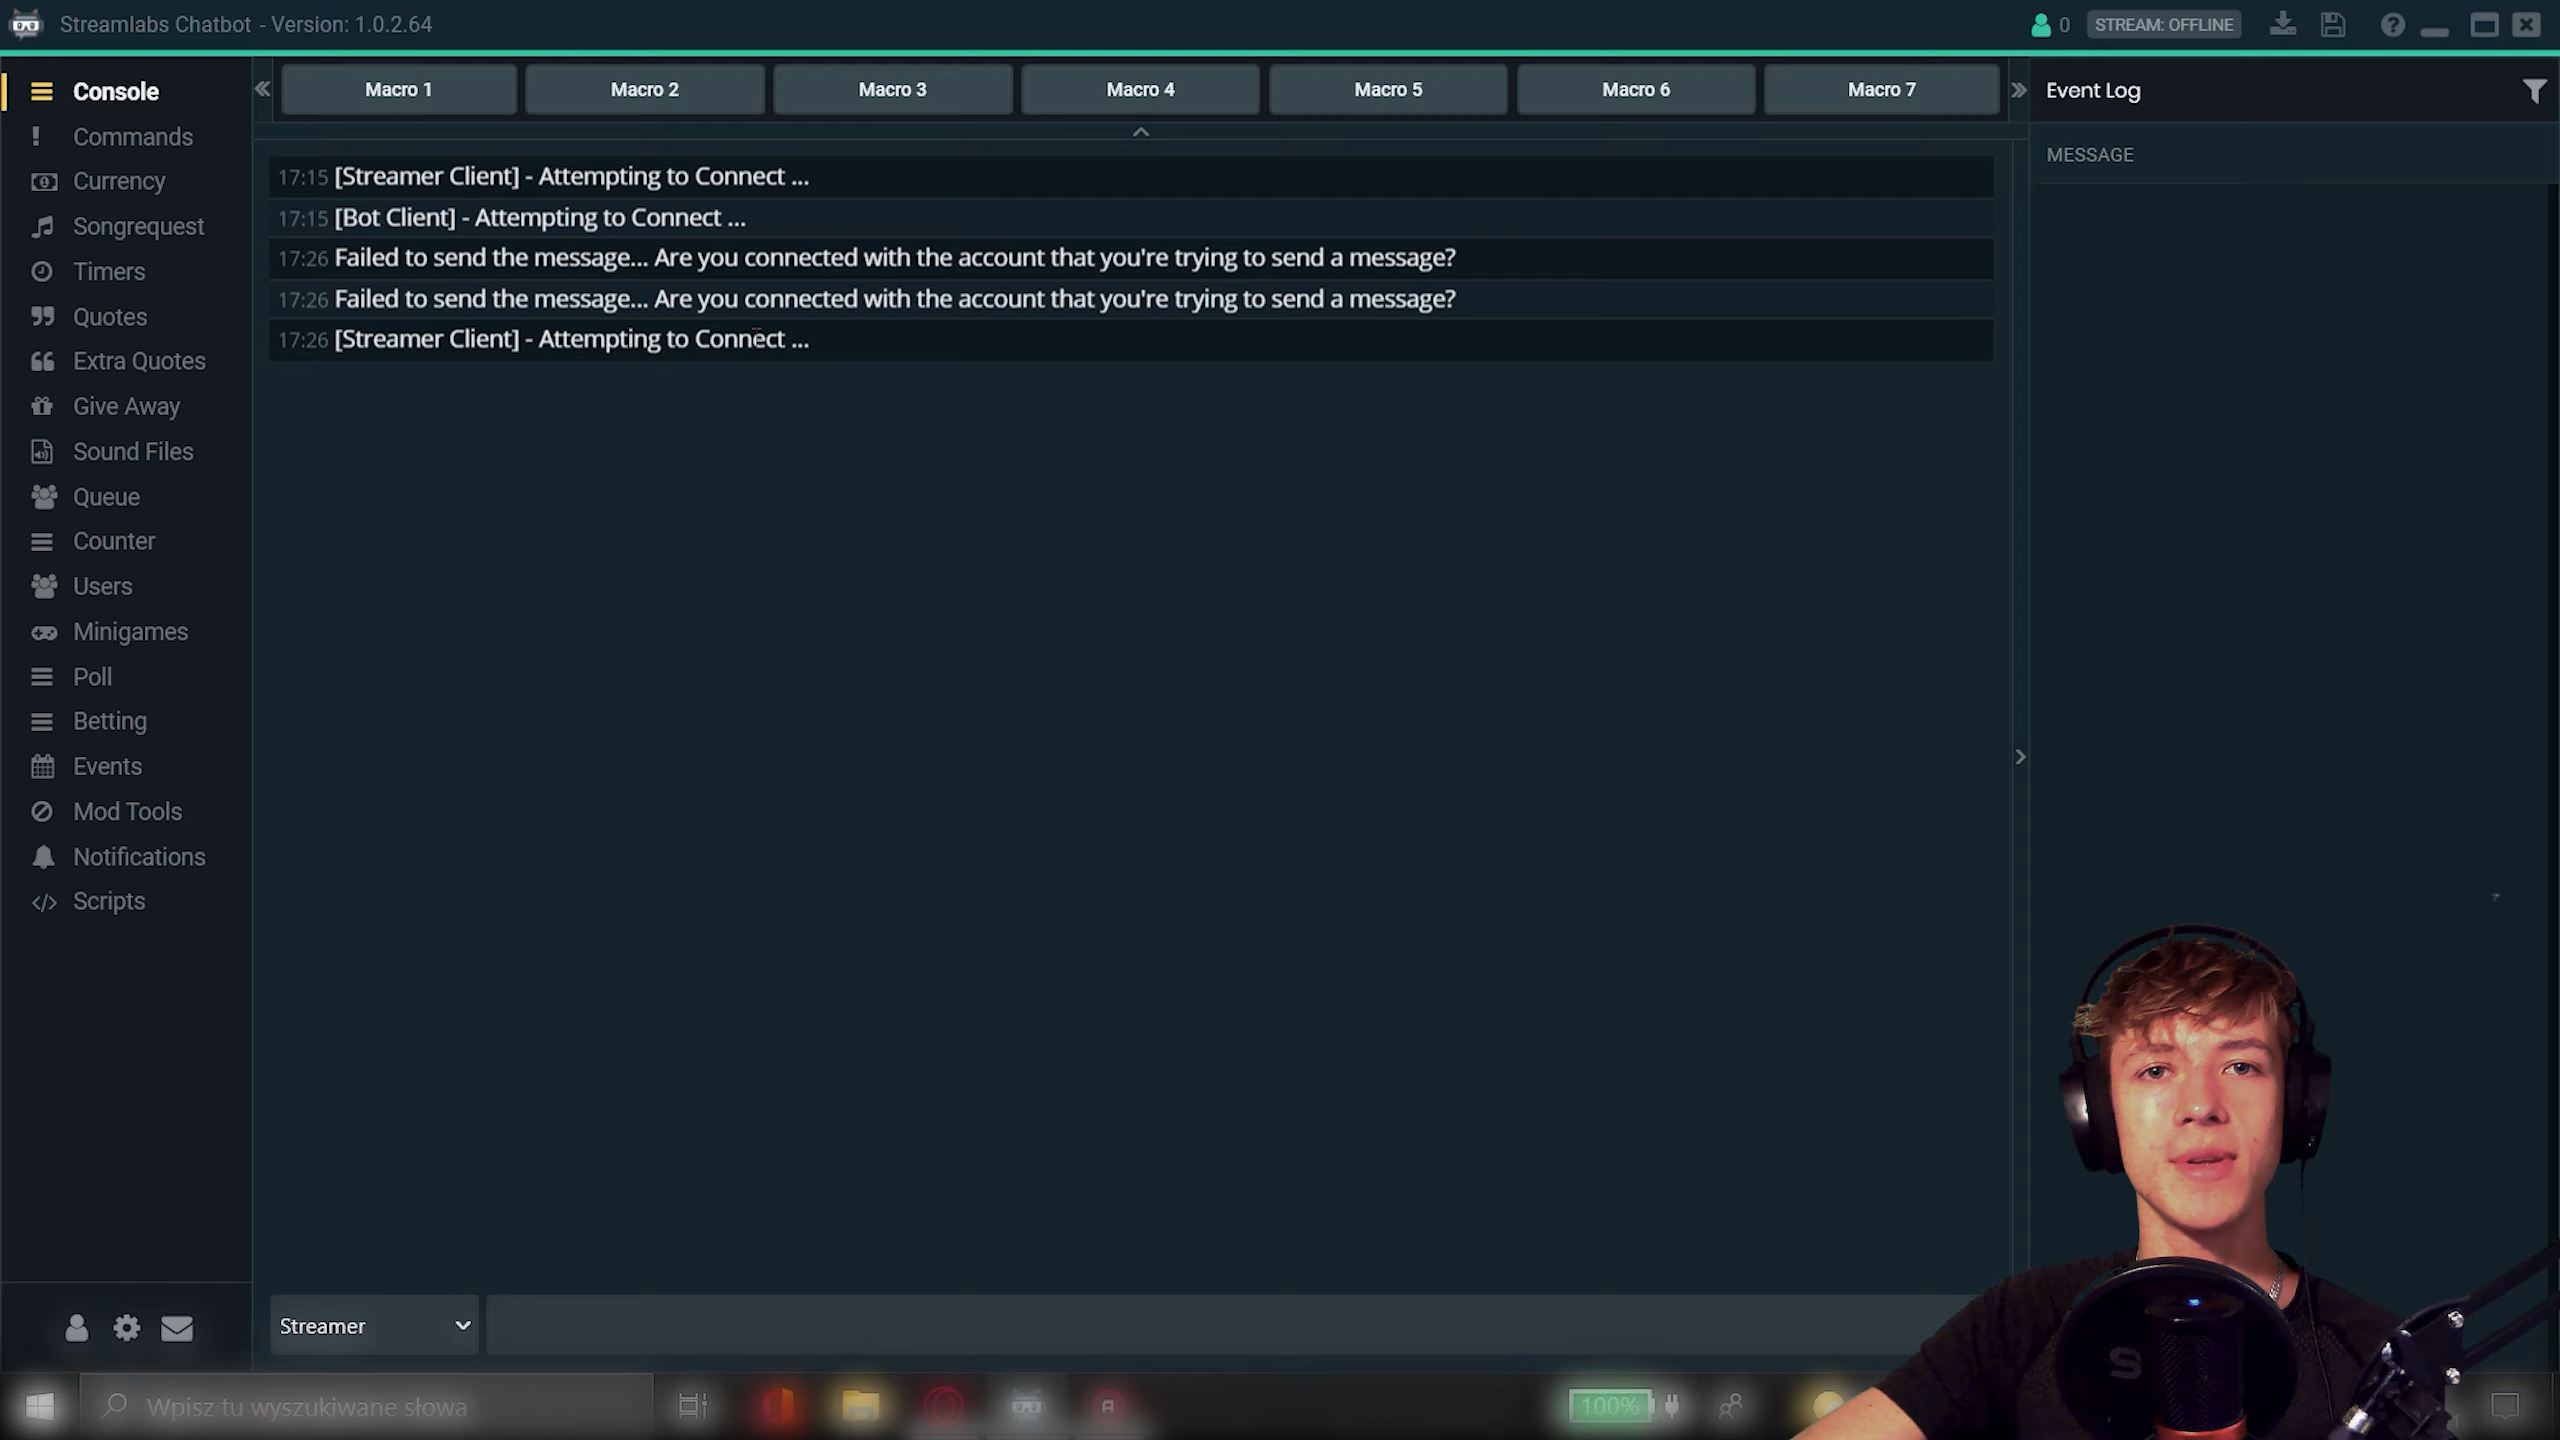 Streamlabs Chatbot - Version: 1.0.2.64
0
STREAM: OFFLINE
Console
Commands
Currency
Songrequest
Timers
Quotes
Extra Quotes
Give Away
Sound Files
Queue
Counter
Users
Minigames
Poll
Betting
Events
Mod Tools
Notifications
Scripts
Macro 1
Macro 2
Macro 3
Macro 4
Macro 5
Macro 6
Macro 7
17:15 [Streamer Client] - Attempting to Connect ...
17:15 [Bot Client] - Attempting to Connect ...
17:26 Failed to send the message... Are you connected with the account that you're trying to send a message?
17:26 Failed to send the message... Are you connected with the account that you're trying to send a message?
17:26 [Streamer Client] - Attempting to Connect ...
Event Log
MESSAGE
Streamer
Wpisz tu wyszukiwane słowa
100%
S